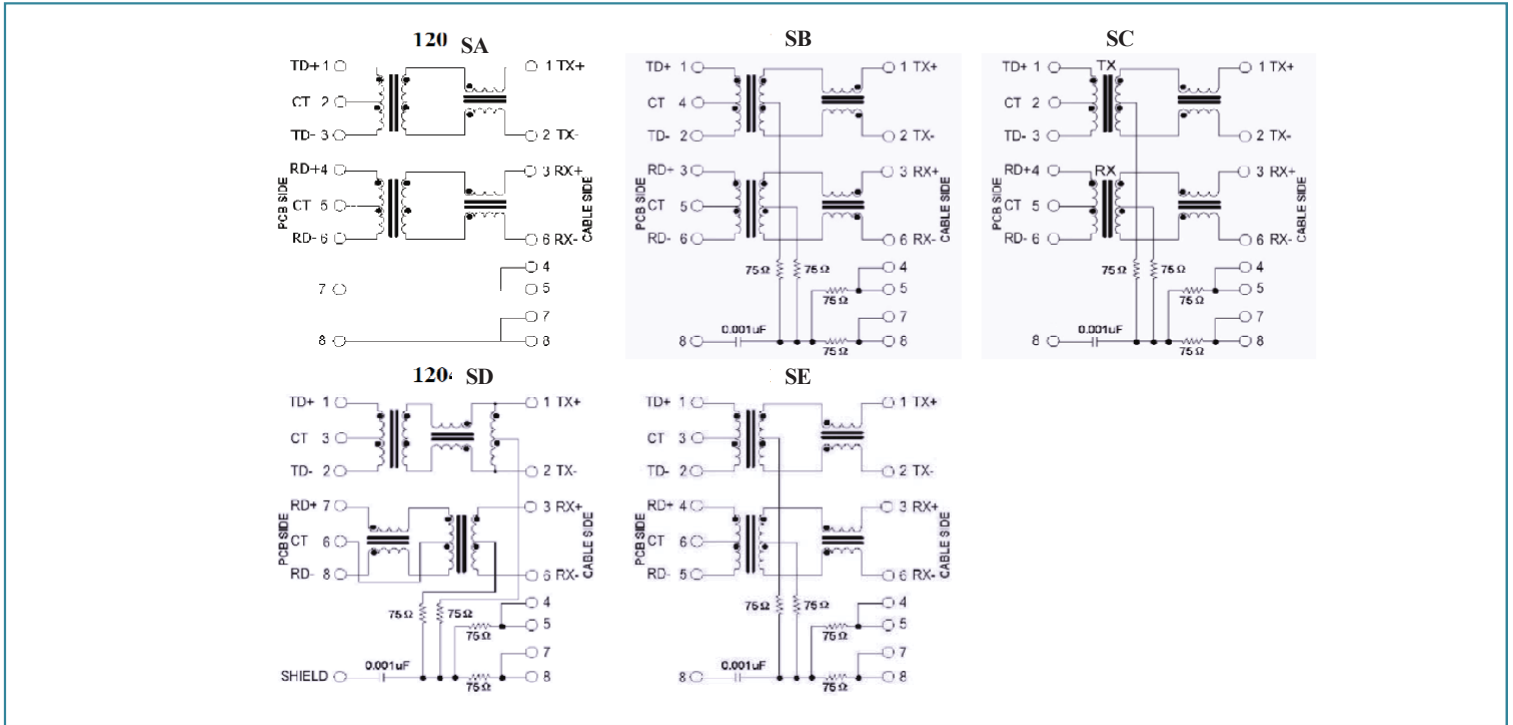 120 SA
TD+ 1
1 TX+
CT 2
TD- 3
2 TX-
RD+4
3 RX+
PCB SIDE
CT 5
CABLE SIDE
RD- 6
6 RX-
4
7
5
7
8
8
SB
TD+ 1
1 TX+
CT 4
TD- 2
2 TX-
RD+ 3
3 RX+
PCB SIDE
CT 5
CABLE SIDE
RD- 6
6 RX-
75Ω 75Ω
4
5
75Ω
7
0.001uF
8
8
75Ω
SC
TD+ 1
TX
1 TX+
CT 2
TD- 3
2 TX-
RD+4
RX
3 RX+
PCB SIDE
CT 5
CABLE SIDE
RD- 6
6 RX-
75Ω 75Ω
4
5
75Ω
7
0.001uF
8
8
75Ω
120 SD
TD+ 1
1 TX+
CT 3
TD- 2
2 TX-
RD+ 7
3 RX+
PCB SIDE
CT 6
CABLE SIDE
RD- 8
6 RX-
75Ω 75Ω
4
5
75Ω
7
0.001uF
SHIELD
8
75Ω
SE
TD+ 1
1 TX+
CT 3
TD- 2
2 TX-
RD+ 4
3 RX+
PCB SIDE
CT 6
CABLE SIDE
RD- 5
6 RX-
75Ω 75Ω
4
5
75Ω
7
0.001uF
8
8
75Ω